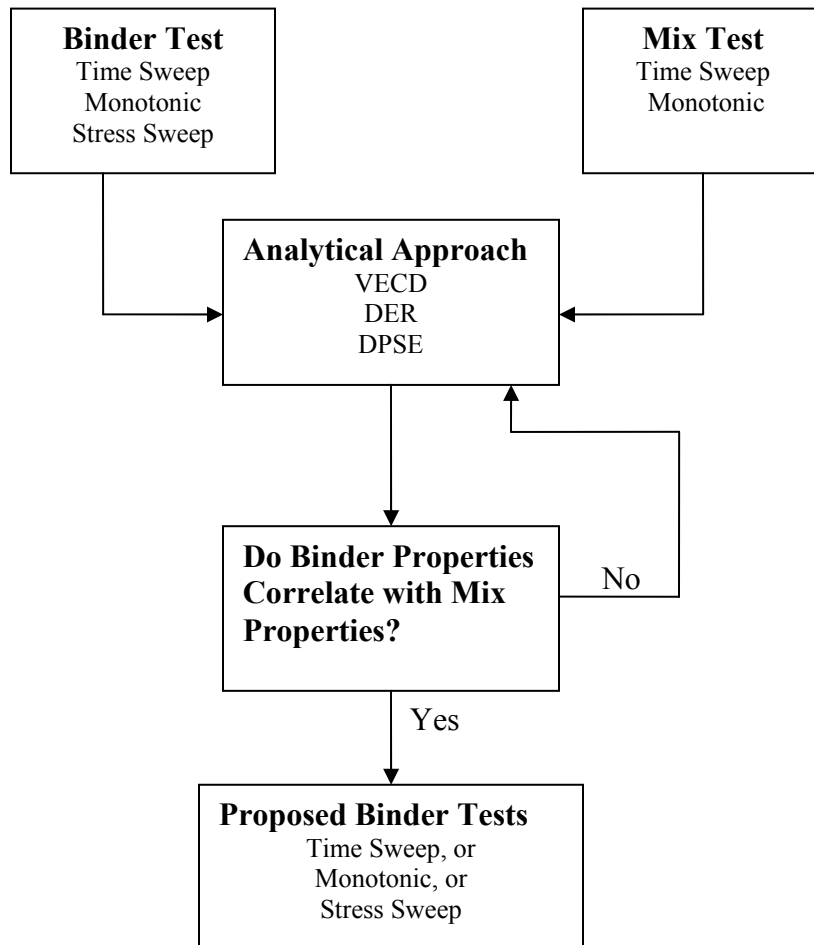 Binder Test
Time Sweep
Monotonic
Stress Sweep
Mix Test
Time Sweep
Monotonic
Analytical Approach
VECD
DER
DPSE
Do Binder Properties
Correlate with Mix
Properties?
No
Yes
Proposed Binder Tests
Time Sweep, or
Monotonic, or
Stress Sweep